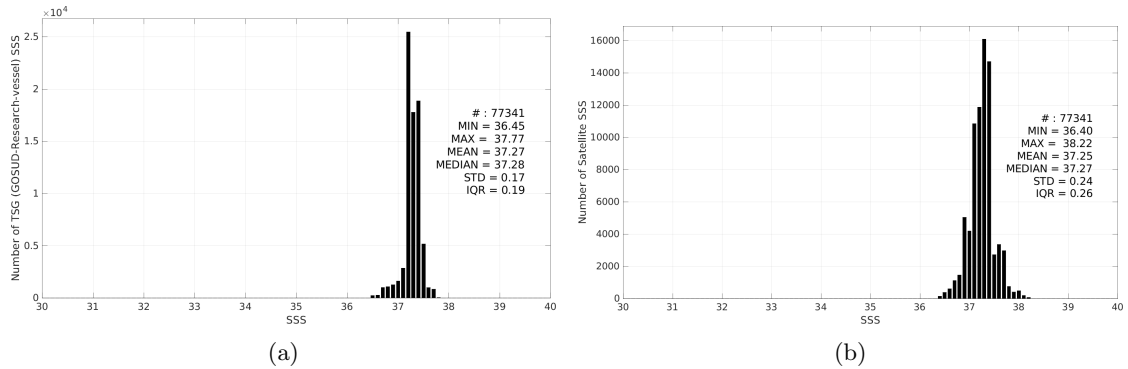 ×10⁴
Number of TSG (GOSUD-Research-vessel) SSS
2.5
2
1.5
1
0.5
0
# : 77341
MIN = 36.45
MAX =  37.77
MEAN = 37.27
MEDIAN = 37.28
STD = 0.17
IQR = 0.19
30 31 32 33 34 35 36 37 38 39 40
SSS
(a)
Number of Satellite SSS
16000
14000
12000
10000
8000
6000
4000
2000
0
# : 77341
MIN = 36.40
MAX =  38.22
MEAN = 37.25
MEDIAN = 37.27
STD = 0.24
IQR = 0.26
30 31 32 33 34 35 36 37 38 39 40
SSS
(b)